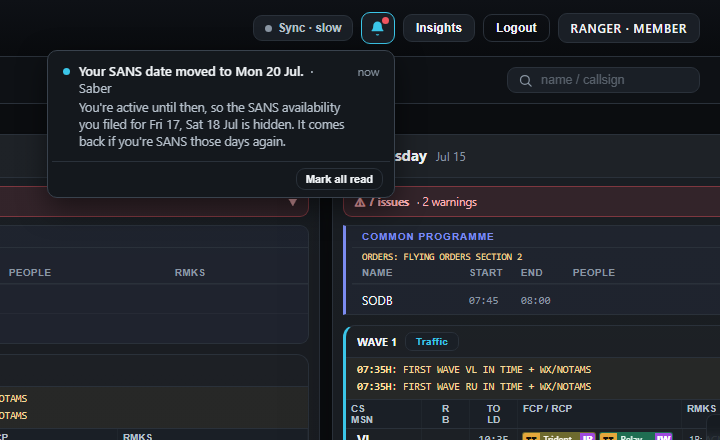 Sync · slow
Insights
Logout
RANGER · MEMBER
Your SANS date moved to Mon 20 Jul. · now
Saber
You're active until then, so the SANS availability
you filed for Fri 17, Sat 18 Jul is hidden. It comes
back if you're SANS those days again.
Mark all read
name / callsign
sday Jul 15
issues · 2 warnings
PEOPLE RMKS
COMMON PROGRAMME
ORDERS: FLYING ORDERS SECTION 2
NAME START END PEOPLE
SODB 07:45 08:00
WAVE 1 Traffic
07:35H: FIRST WAVE VL IN TIME + WX/NOTAMS
07:35H: FIRST WAVE RU IN TIME + WX/NOTAMS
OTAMS
OTAMS
CS R TO FCP / RCP RMKS
MSN B LD
CP RMKS
VL 10:35 Trident Relay